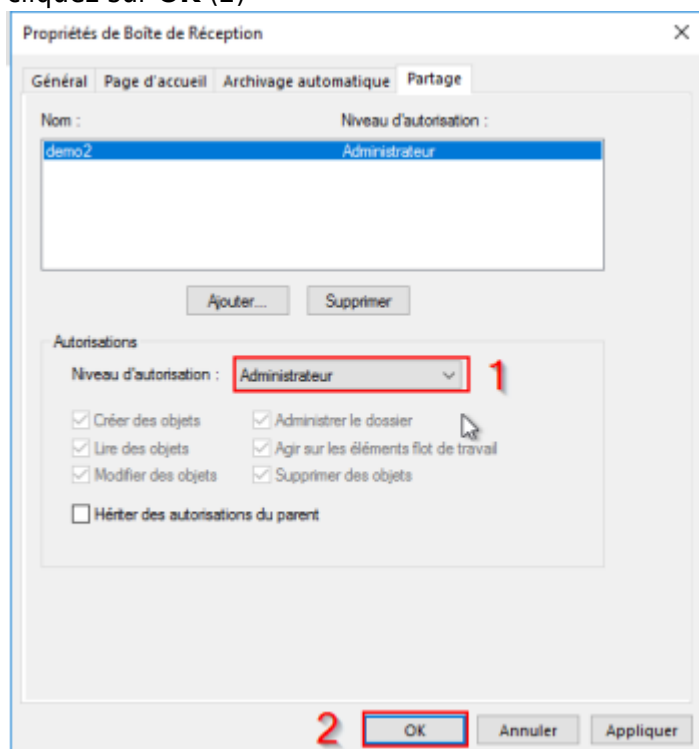 cliquez sur OK (2)
Propriétés de Boîte de Réception
Général Page d'accueil Archivage automatique Partage
Nom : Niveau d'autorisation :
demo2 Administrateur
Ajouter... Supprimer
Autorisations
Niveau d'autorisation : Administrateur 1
Créer des objets Administrer le dossier
Lire des objets Agir sur les éléments flot de travail
Modifier des objets Supprimer des objets
Hériter des autorisations du parent
2 OK Annuler Appliquer